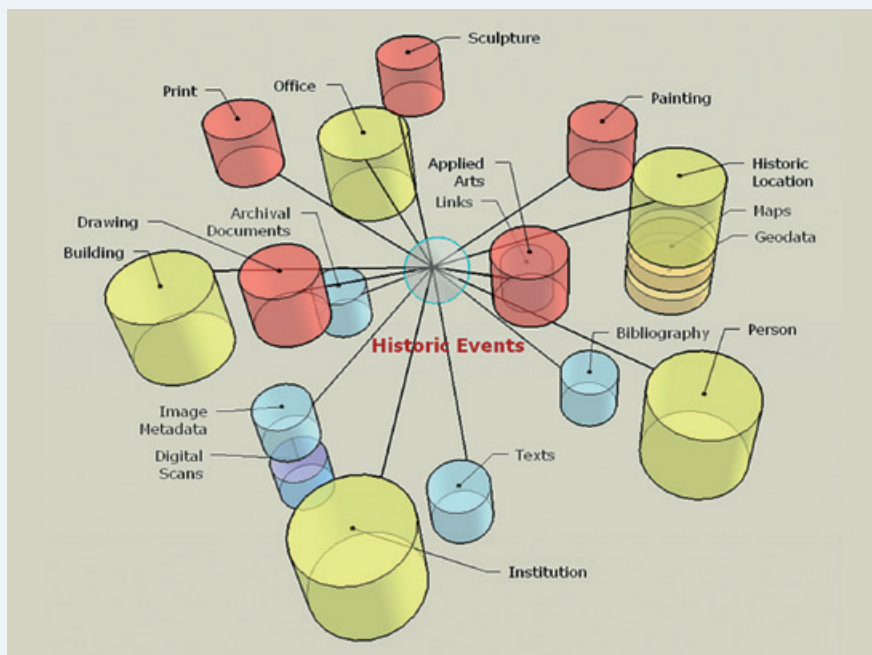 Sculpture
Print
Office
Painting
Applied
Arts
Historic
Location
Links
Maps
Drawing
Archival
Documents
Geodata
Building
Historic Events
Bibliography
Person
Image
Metadata
Digital
Scans
Texts
Institution